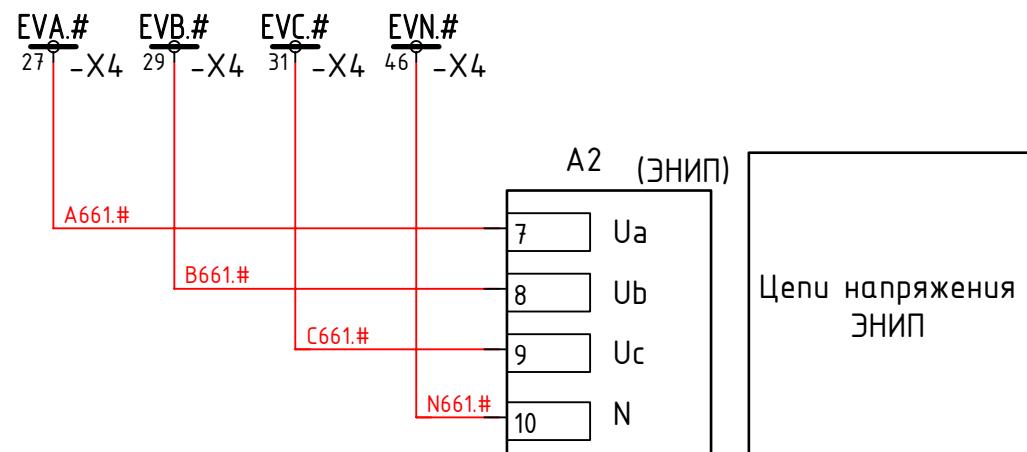 EVA.# EVB.# EVC.# EVN.#
27 -X4 29 -X4 31 -X4 46 -X4
A2 (ЭНИП)
A661.#
7 Ua
B661.#
8 Ub
Цепи напряжения
ЭНИП
C661.#
9 Uc
N661.#
10 N